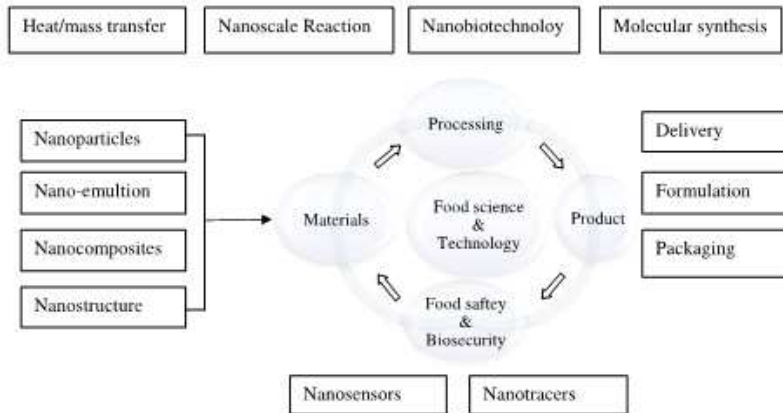 Heat/mass transfer
Nanoscale Reaction
Nanobiotechnoloy
Molecular synthesis
Nanoparticles
Nano-emultion
Nanocomposites
Nanostructure
Processing
Materials
Food science
&
Technology
Product
Food saftey
&
Biosecurity
Delivery
Formulation
Packaging
Nanosensors
Nanotracers